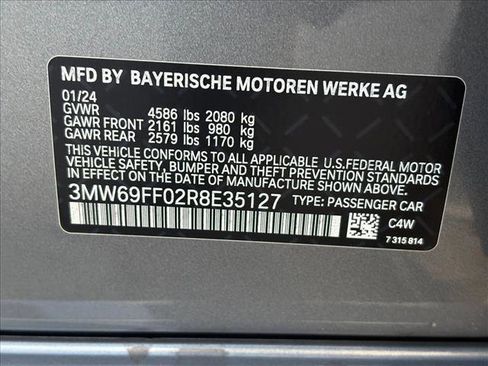 MFD BY BAYERISCHE MOTOREN WERKE AG
01/24
GVWR 4586 lbs 2080 kg
GAWR FRONT 2161 lbs 980 kg
GAWR REAR 2579 lbs 1170 kg
THIS VEHICLE CONFORMS TO ALL APPLICABLE U.S.FEDERAL MOTOR
VEHICLE SAFETY, BUMPER AND THEFT PREVENTION STANDARDS
IN EFFECT ON THE DATE OF MANUFACTURE SHOWN ABOVE.
3MW69FF02R8E35127 TYPE: PASSENGER CAR
C4W
7 315 814